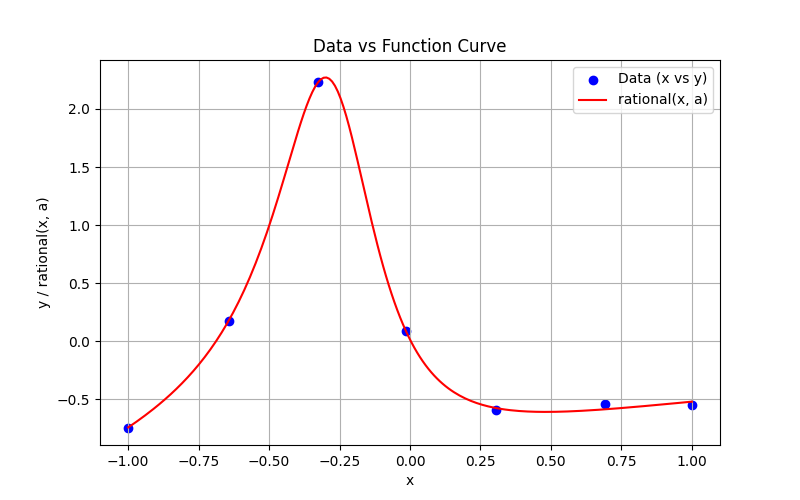 Data vs Function Curve
Data (x vs y)
rational(x, a)
y / rational(x, a)
2.0
1.5
1.0
0.5
0.0
−0.5
−1.00 −0.75 −0.50 −0.25 0.00 0.25 0.50 0.75 1.00
x